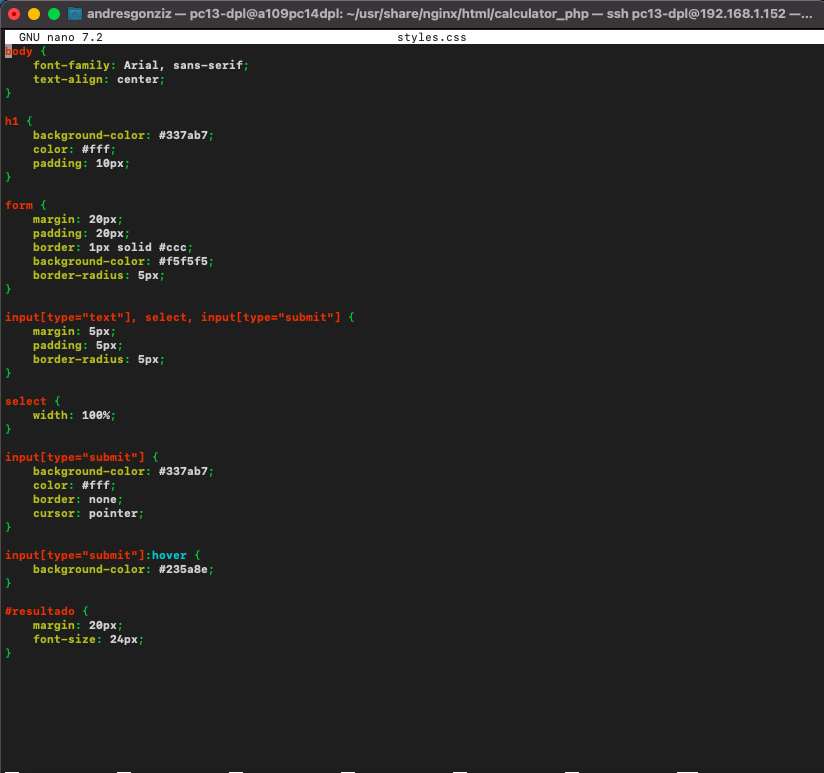 andresgonziz — pc13-dpl@a109pc14dpl: ~/usr/share/nginx/html/calculator_php — ssh pc13-dpl@192.168.1.152 —...
GNU nano 7.2 styles.css
body {
    font-family: Arial, sans-serif;
    text-align: center;
}

h1 {
    background-color: #337ab7;
    color: #fff;
    padding: 10px;
}

form {
    margin: 20px;
    padding: 20px;
    border: 1px solid #ccc;
    background-color: #f5f5f5;
    border-radius: 5px;
}

input[type="text"], select, input[type="submit"] {
    margin: 5px;
    padding: 5px;
    border-radius: 5px;
}

select {
    width: 100%;
}

input[type="submit"] {
    background-color: #337ab7;
    color: #fff;
    border: none;
    cursor: pointer;
}

input[type="submit"]:hover {
    background-color: #235a8e;
}

#resultado {
    margin: 20px;
    font-size: 24px;
}